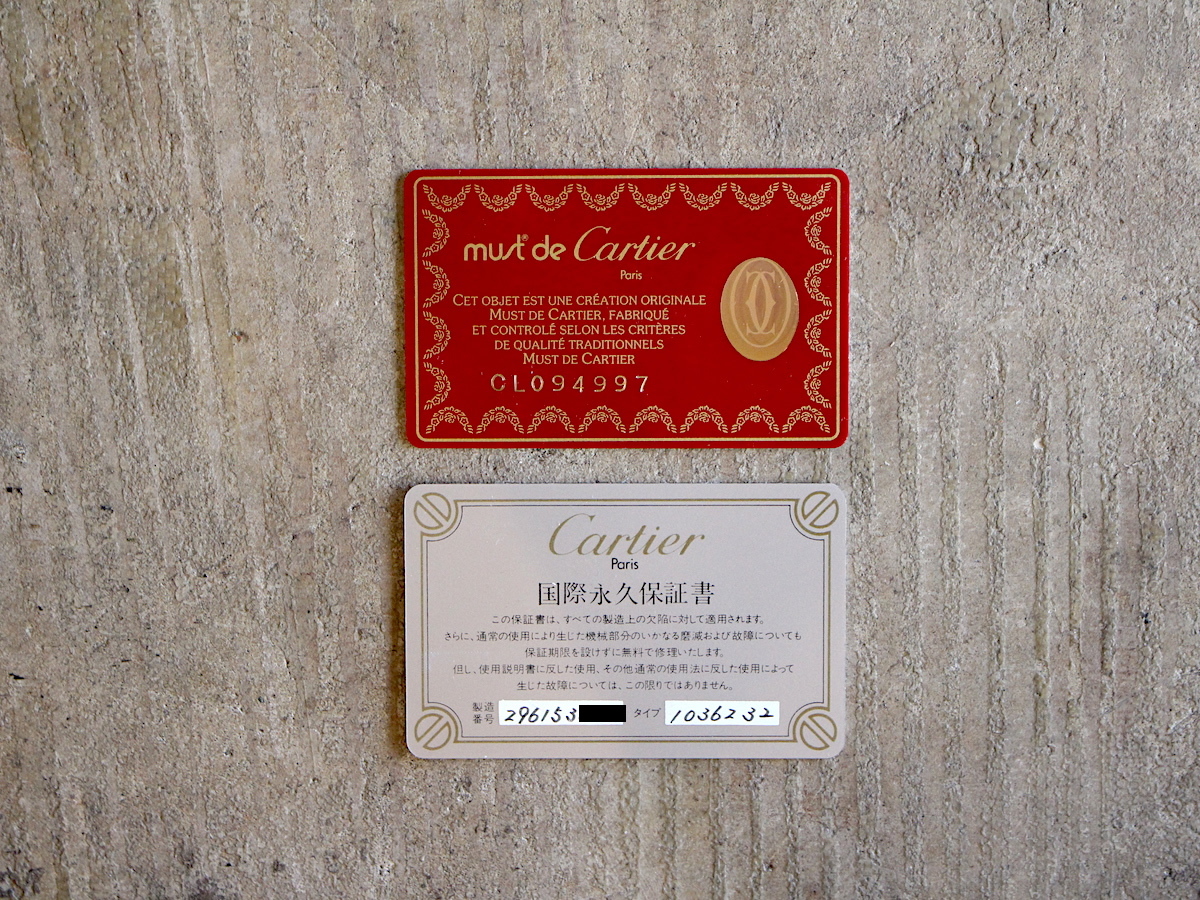 must® de Cartier
Paris
CET OBJET EST UNE CRÉATION ORIGINALE
MUST DE CARTIER, FABRIQUÉ
ET CONTROLÉ SELON LES CRITÈRES
DE QUALITÉ TRADITIONNELS
MUST DE CARTIER
CL094997
Cartier
Paris
国際永久保証書
この保証書は、すべての製造上の欠陥に対して適用されます。
さらに、通常の使用により生じた機械部分のいかなる磨減および故障についても
保証期限を設けずに無料で修理いたします。
但し、使用説明書に反した使用、その他通常の使用法に反した使用によって
生じた故障については、この限りではありません。
製造番号 296153 タイプ 1036232